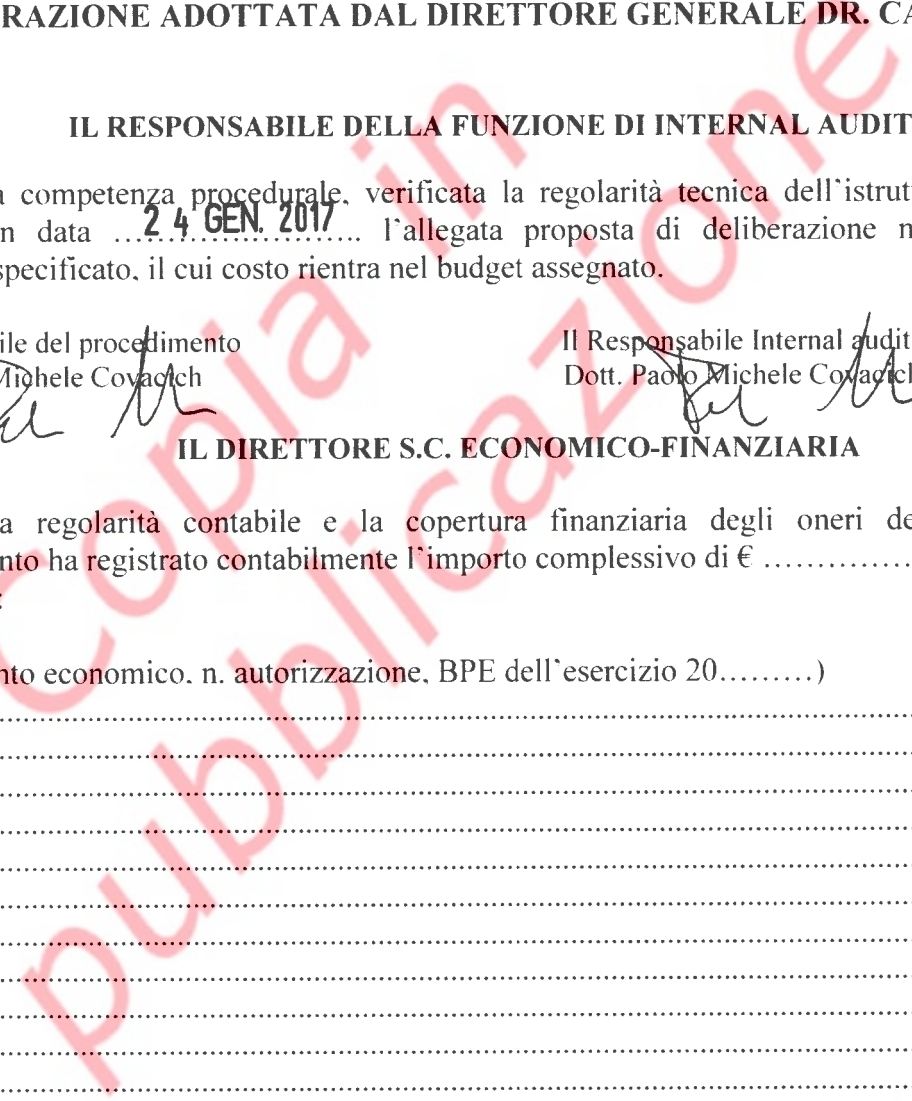 RAZIONE ADOTTATA DAL DIRETTORE GENERALE DR. CA
IL RESPONSABILE DELLA FUNZIONE DI INTERNAL AUDIT
a competenza procedurale, verificata la regolarità tecnica dell'istrut
n data ... 24 GEN. 2017 ... l'allegata proposta di deliberazione n
specificato, il cui costo rientra nel budget assegnato.
ile del procedimento
Michele Covacich
Il Responsabile Internal audit
Dott. Paolo Michele Covacich
IL DIRETTORE S.C. ECONOMICO-FINANZIARIA
a regolarità contabile e la copertura finanziaria degli oneri de
nto ha registrato contabilmente l'importo complessivo di € ...............
:
nto economico, n. autorizzazione, BPE dell'esercizio 20.........)
Copia in
pubblicazione